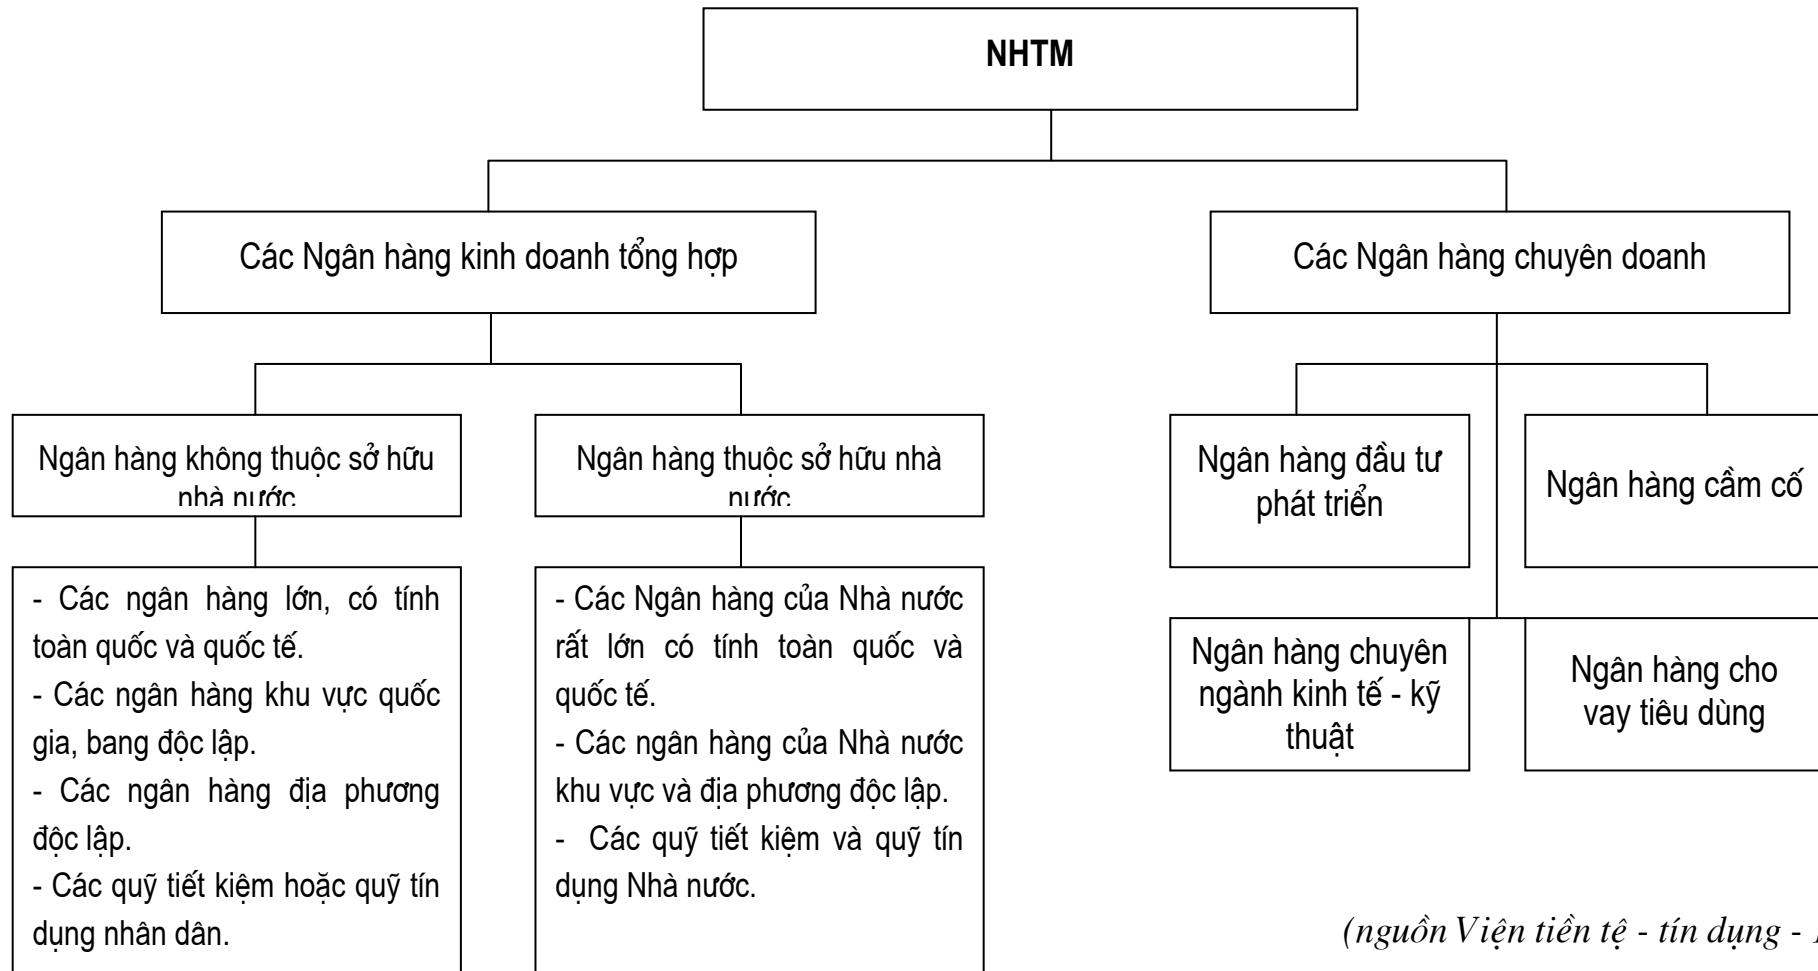 NHTM
Các Ngân hàng kinh doanh tổng hợp
Các Ngân hàng chuyên doanh
Ngân hàng không thuộc sở hữu
nhà nước
Ngân hàng thuộc sở hữu nhà
nước
Ngân hàng đầu tư
phát triển
Ngân hàng cầm cố
- Các ngân hàng lớn, có tính
toàn quốc và quốc tế.
- Các ngân hàng khu vực quốc
gia, bang độc lập.
- Các ngân hàng địa phương
độc lập.
- Các quỹ tiết kiệm hoặc quỹ tín
dụng nhân dân.
- Các Ngân hàng của Nhà nước
rất lớn có tính toàn quốc và
quốc tế.
- Các ngân hàng của Nhà nước
khu vực và địa phương độc lập.
- Các quỹ tiết kiệm và quỹ tín
dụng Nhà nước.
Ngân hàng chuyên
ngành kinh tế - kỹ
thuật
Ngân hàng cho
vay tiêu dùng
(nguồn Viện tiền tệ - tín dụng -